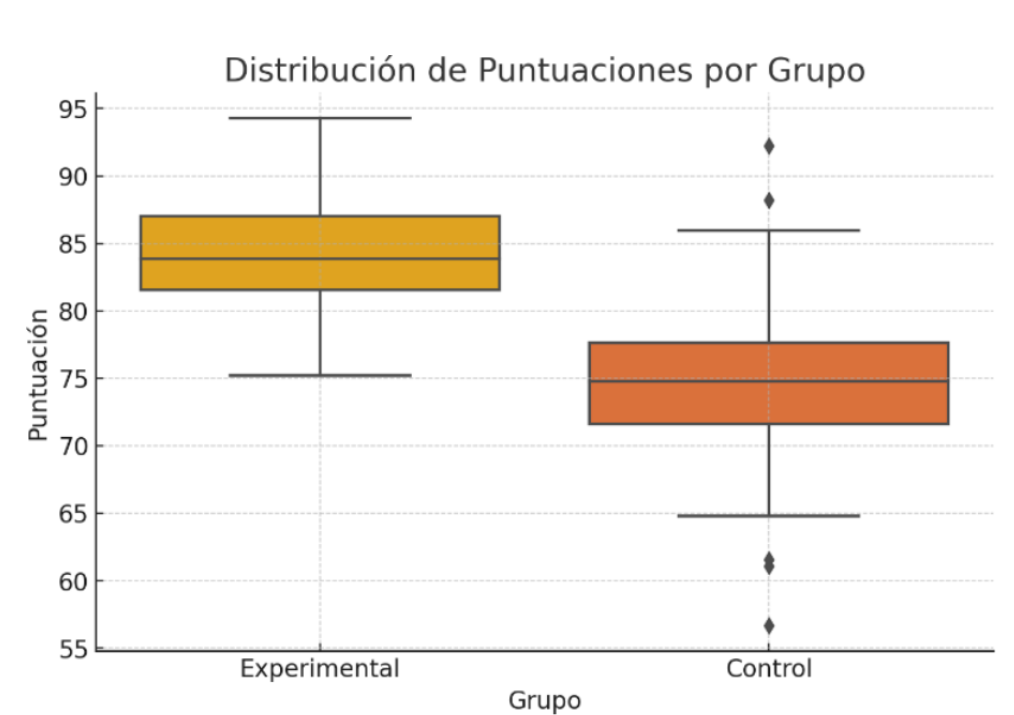 Distribución de Puntuaciones por Grupo
95
90
85
80
75
70
65
60
55
Puntuación
Experimental
Control
Grupo